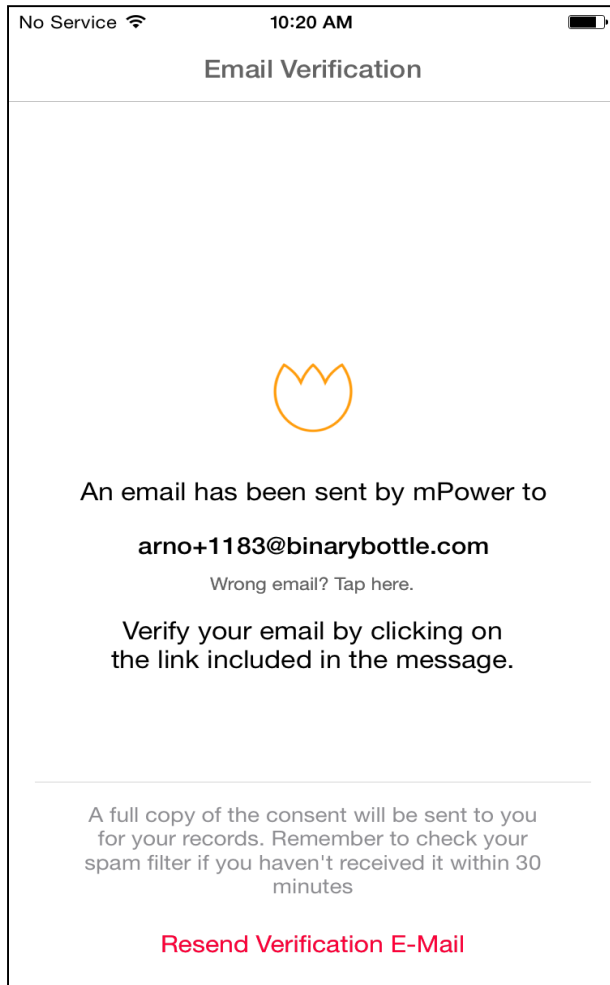 No Service 10:20 AM
Email Verification
An email has been sent by mPower to
arno+1183@binarybottle.com
Wrong email? Tap here.
Verify your email by clicking on
the link included in the message.
A full copy of the consent will be sent to you
for your records. Remember to check your
spam filter if you haven't received it within 30
minutes
Resend Verification E-Mail